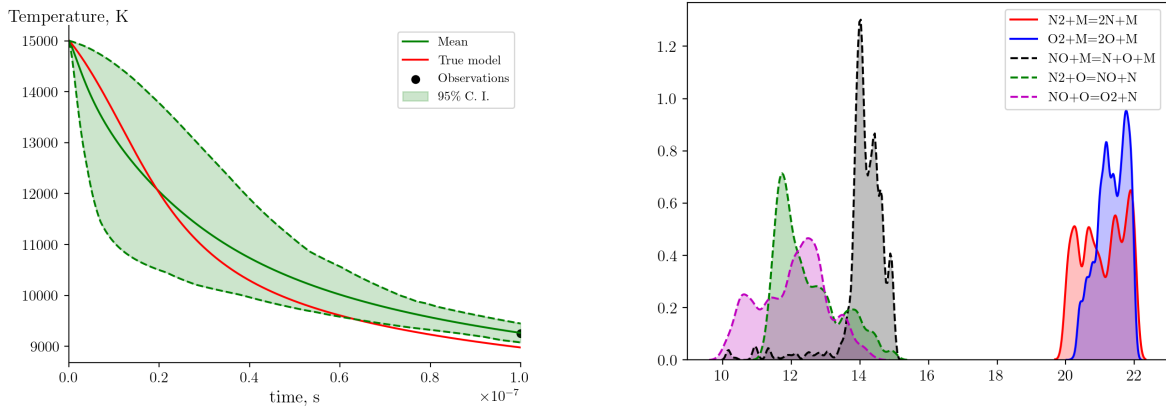 Temperature, K
15000
14000
13000
12000
11000
10000
9000
0.0
0.2
0.4
0.6
0.8
1.0
time, s
×10⁻⁷
Mean
True model
Observations
95% C. I.
1.2
1.0
0.8
0.6
0.4
0.2
0.0
10
12
14
16
18
20
22
N2+M=2N+M
O2+M=2O+M
NO+M=N+O+M
N2+O=NO+N
NO+O=O2+N